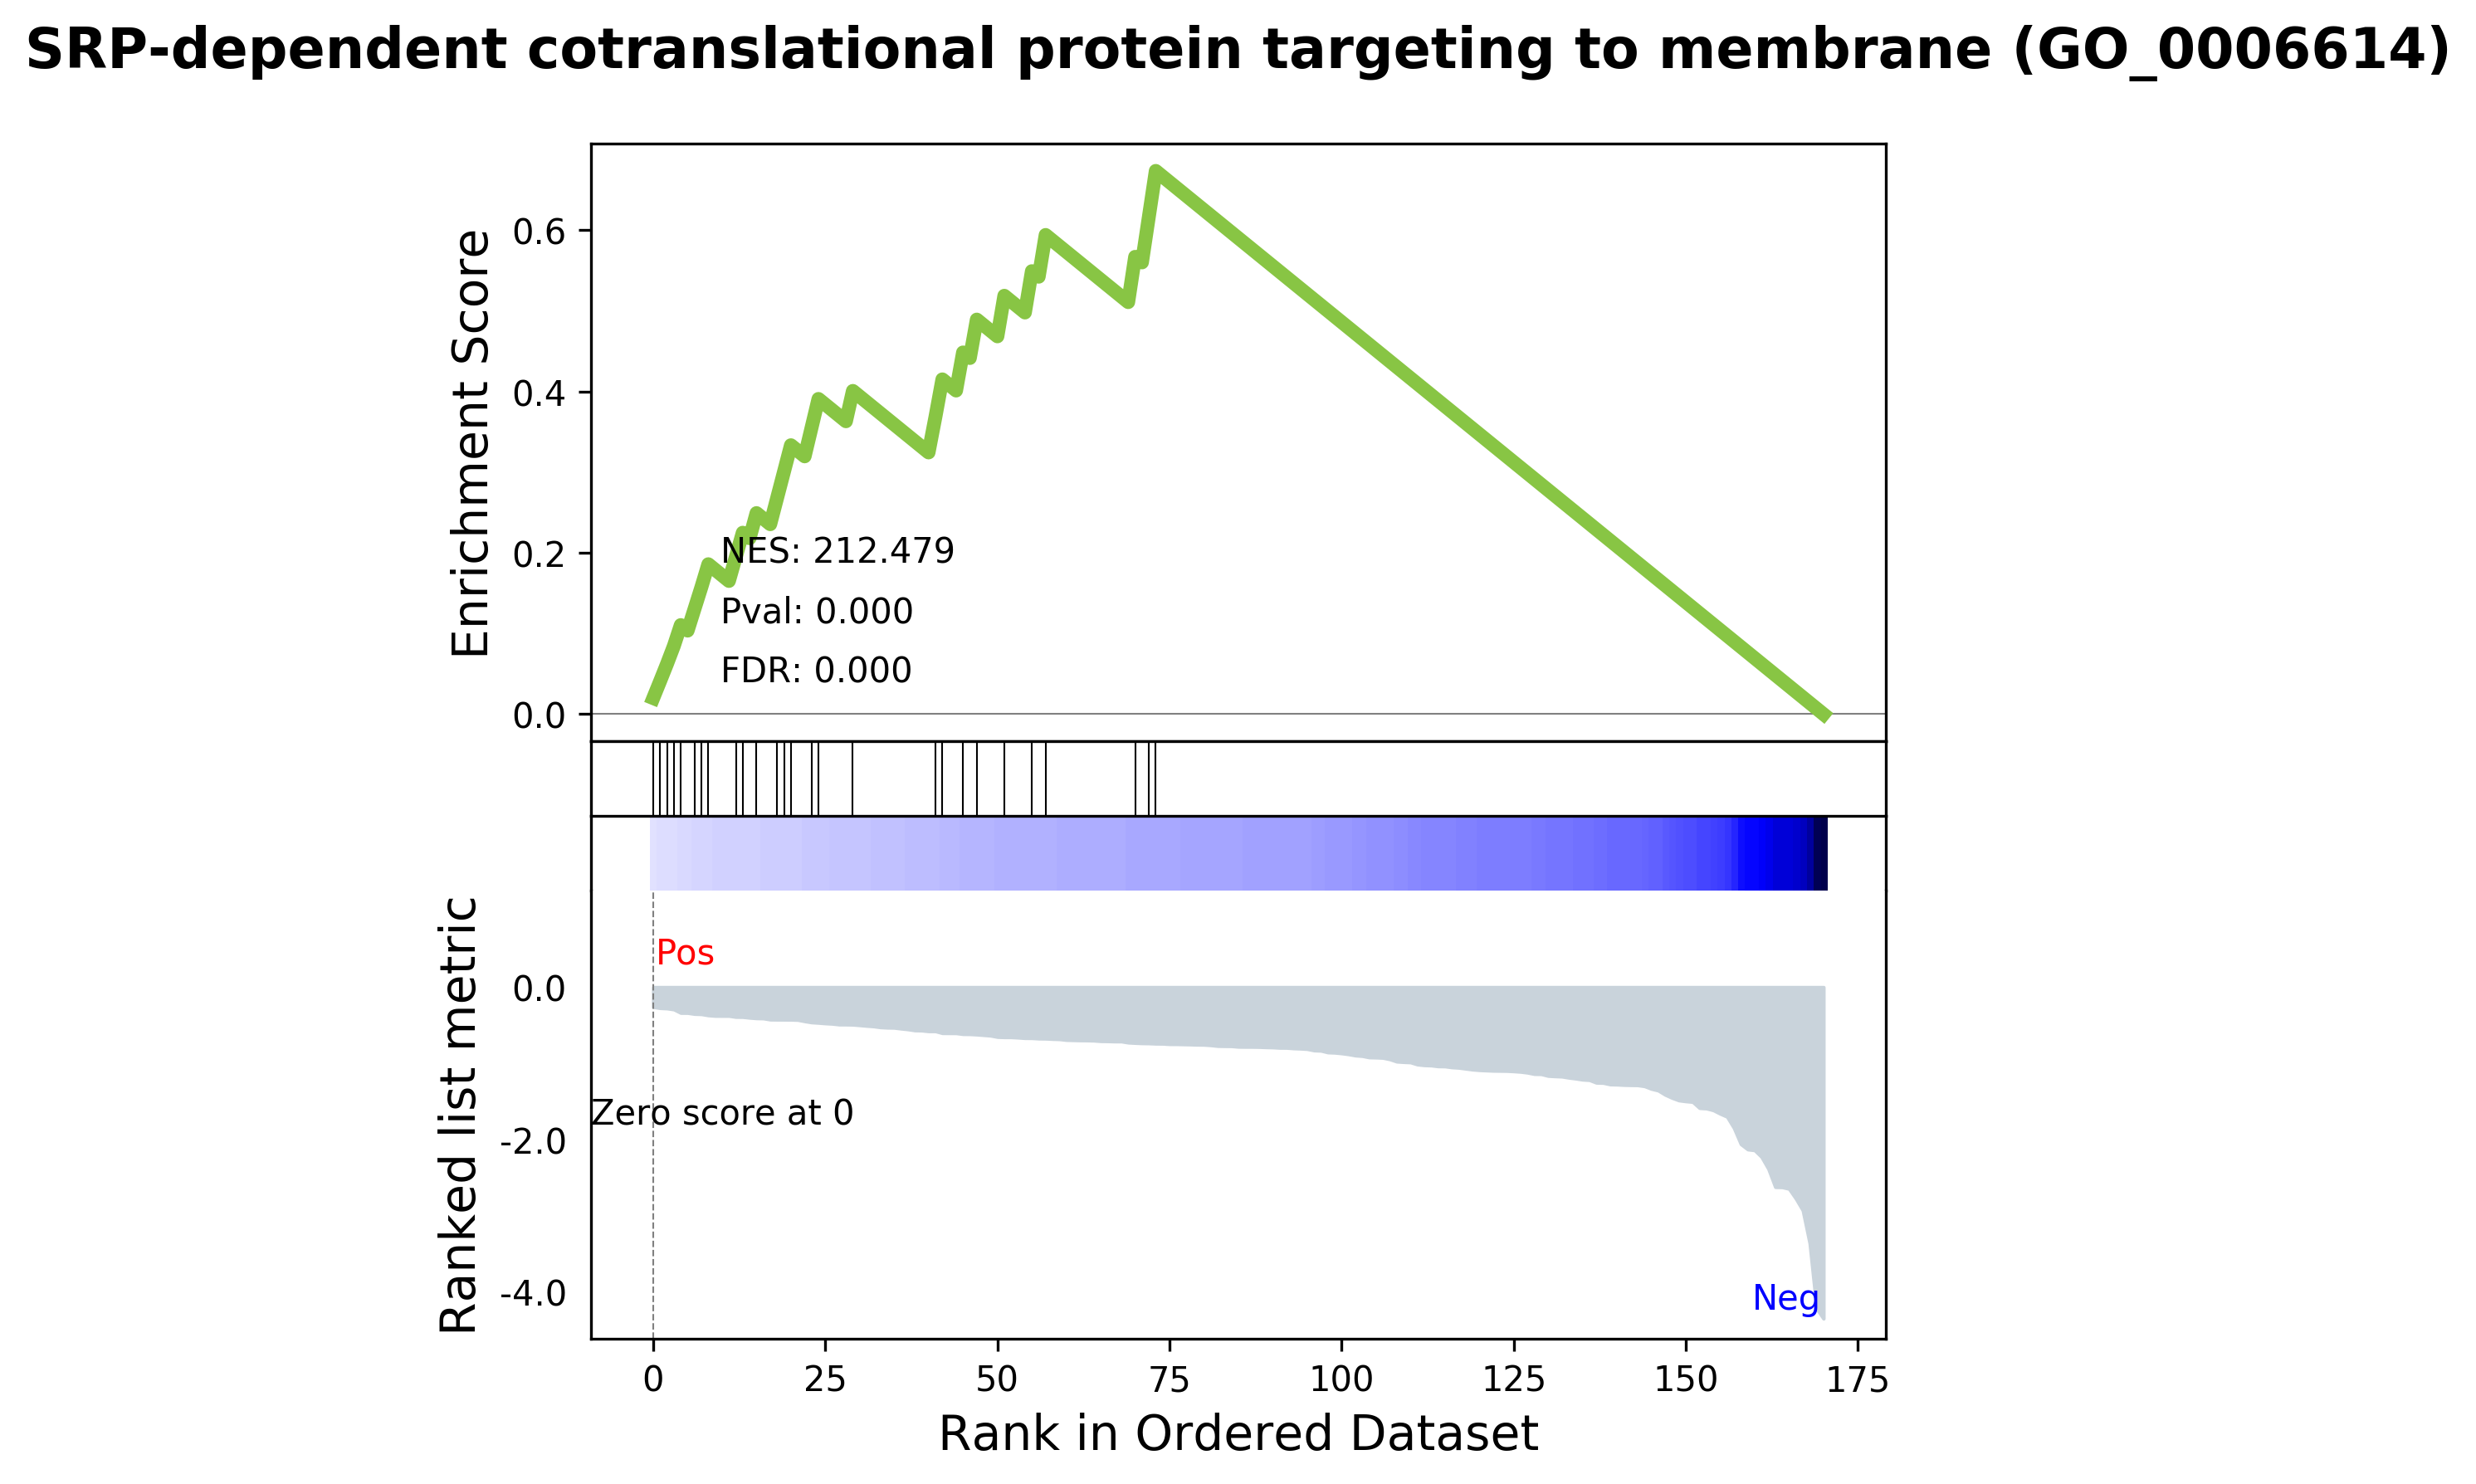 SRP-dependent cotranslational protein targeting to membrane (GO_0006614)
Enrichment Score
0.6
0.4
0.2
0.0
NES: 212.479
Pval: 0.000
FDR: 0.000
Ranked list metric
Pos
0.0
Zero score at 0
-2.0
-4.0
Neg
0 25 50 75 100 125 150 175
Rank in Ordered Dataset